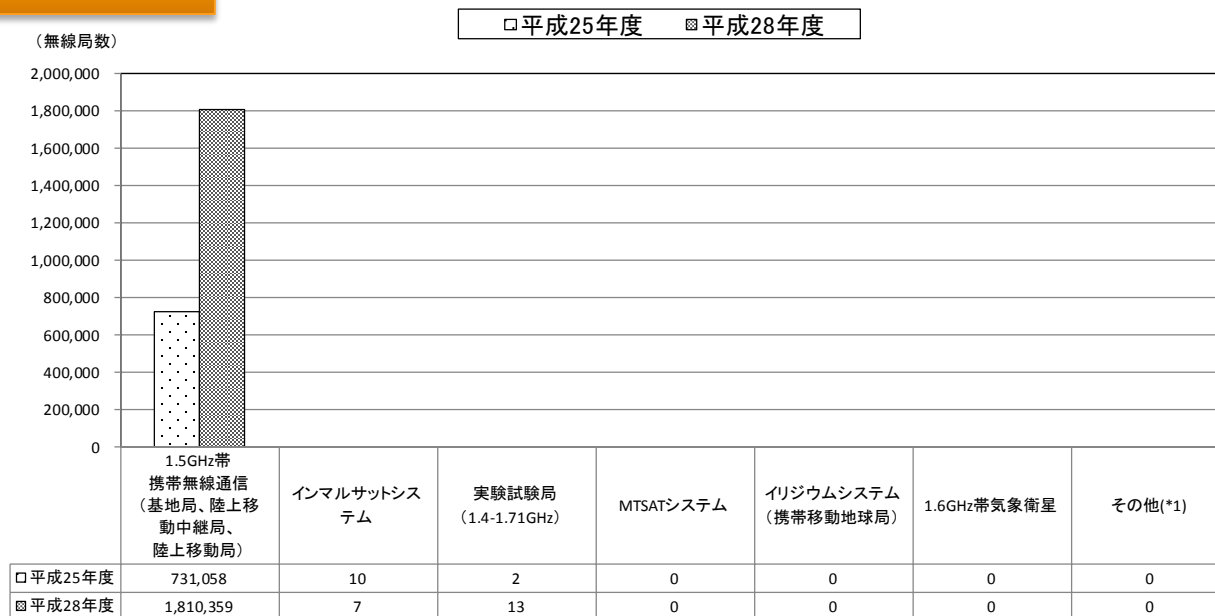 □平成25年度 ▩平成28年度
（無線局数）
2,000,000
1,800,000
1,600,000
1,400,000
1,200,000
1,000,000
800,000
600,000
400,000
200,000
0
1.5GHz帯
携帯無線通信
（基地局、陸上移
動中継局、
陸上移動局）
インマルサットシス
テム
実験試験局
（1.4-1.71GHz）
MTSATシステム
イリジウムシステム
（携帯移動地球局）
1.6GHz帯気象衛星
その他(*1)
□平成25年度 731,058 10 2 0 0 0 0
▩平成28年度 1,810,359 7 13 0 0 0 0